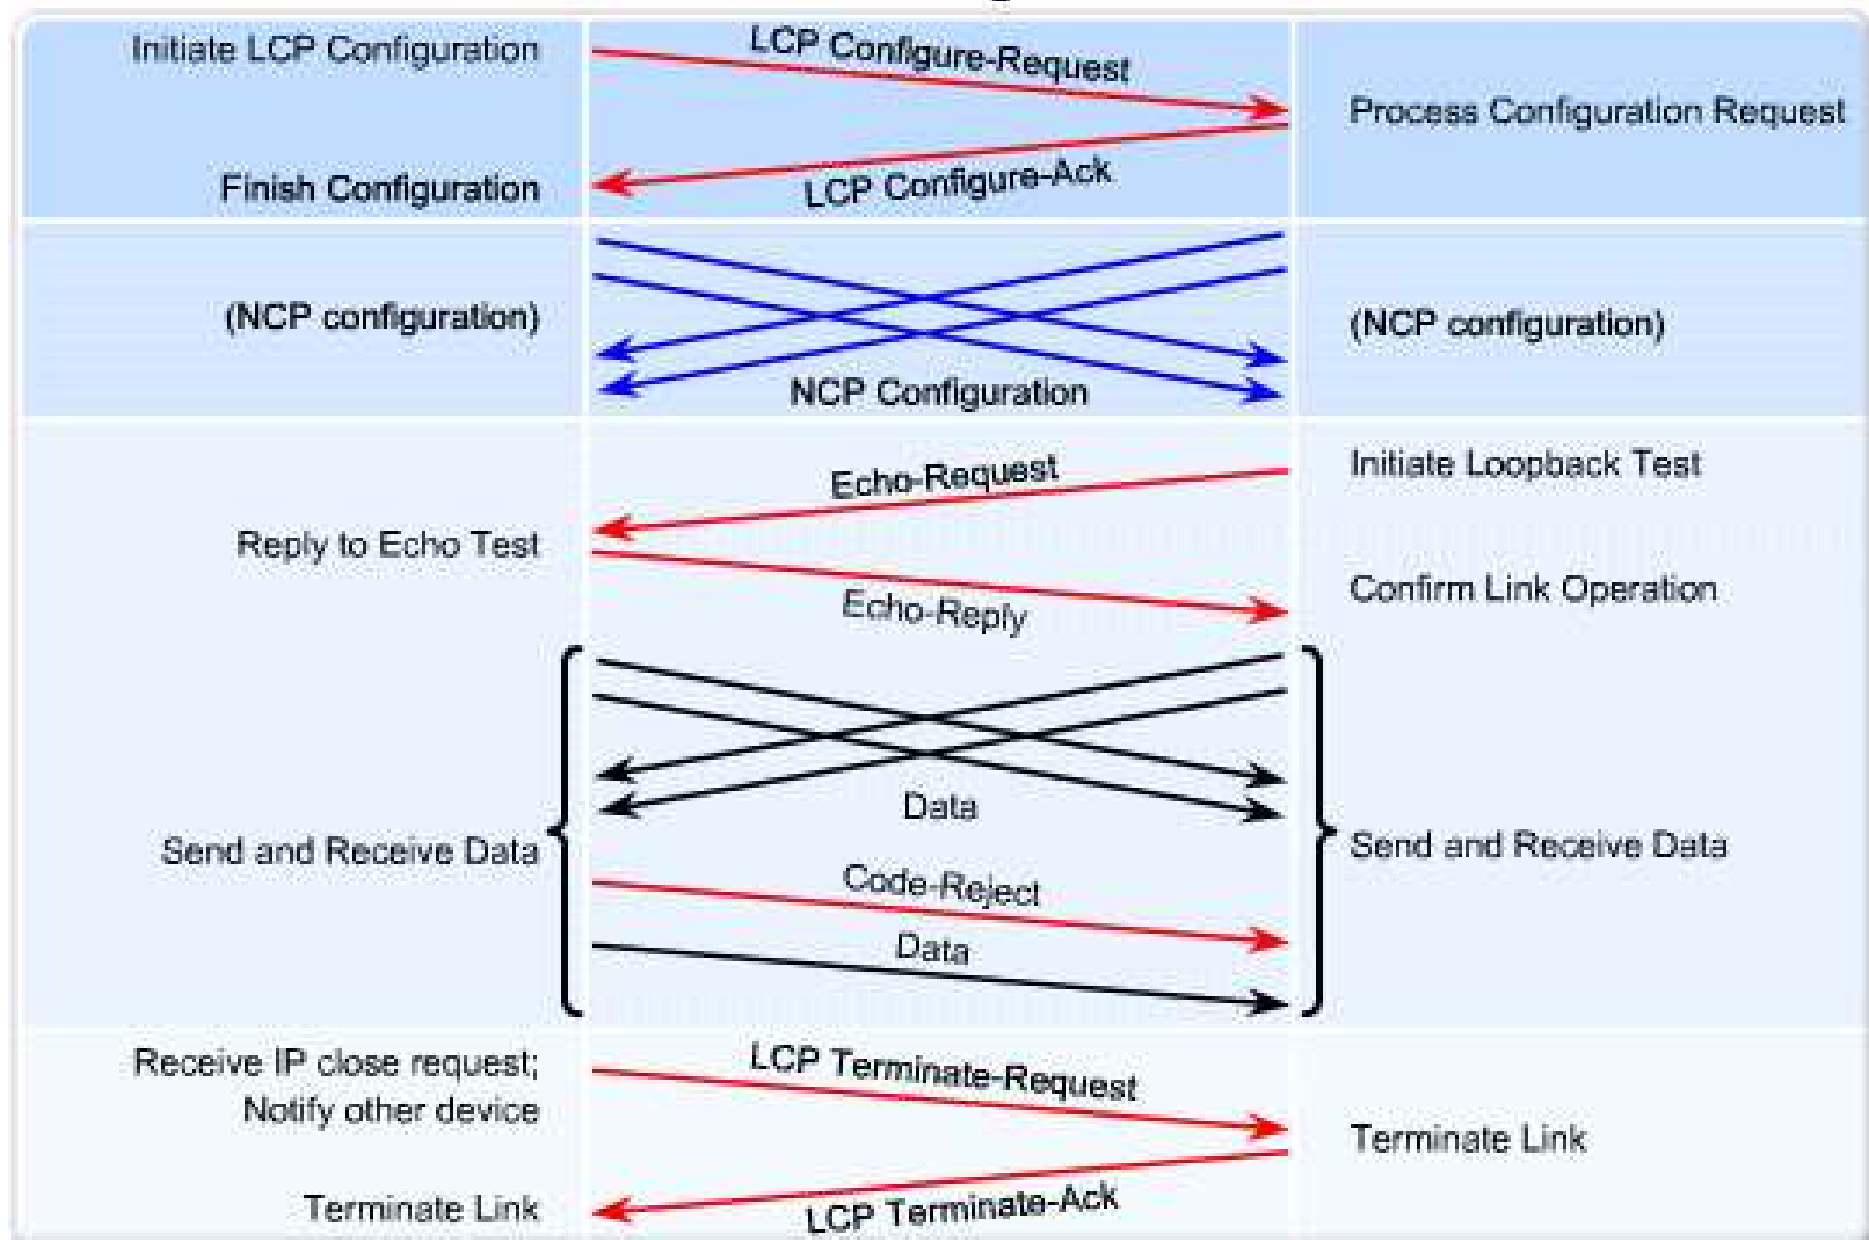 Initiate LCP Configuration
LCP Configure-Request
Process Configuration Request
LCP Configure-Ack
Finish Configuration
(NCP configuration)
(NCP configuration)
NCP Configuration
Echo-Request
Initiate Loopback Test
Reply to Echo Test
Confirm Link Operation
Echo-Reply
Data
Send and Receive Data
Send and Receive Data
Code-Reject
Data
Receive IP close request;
Notify other device
LCP Terminate-Request
Terminate Link
Terminate Link
LCP Terminate-Ack